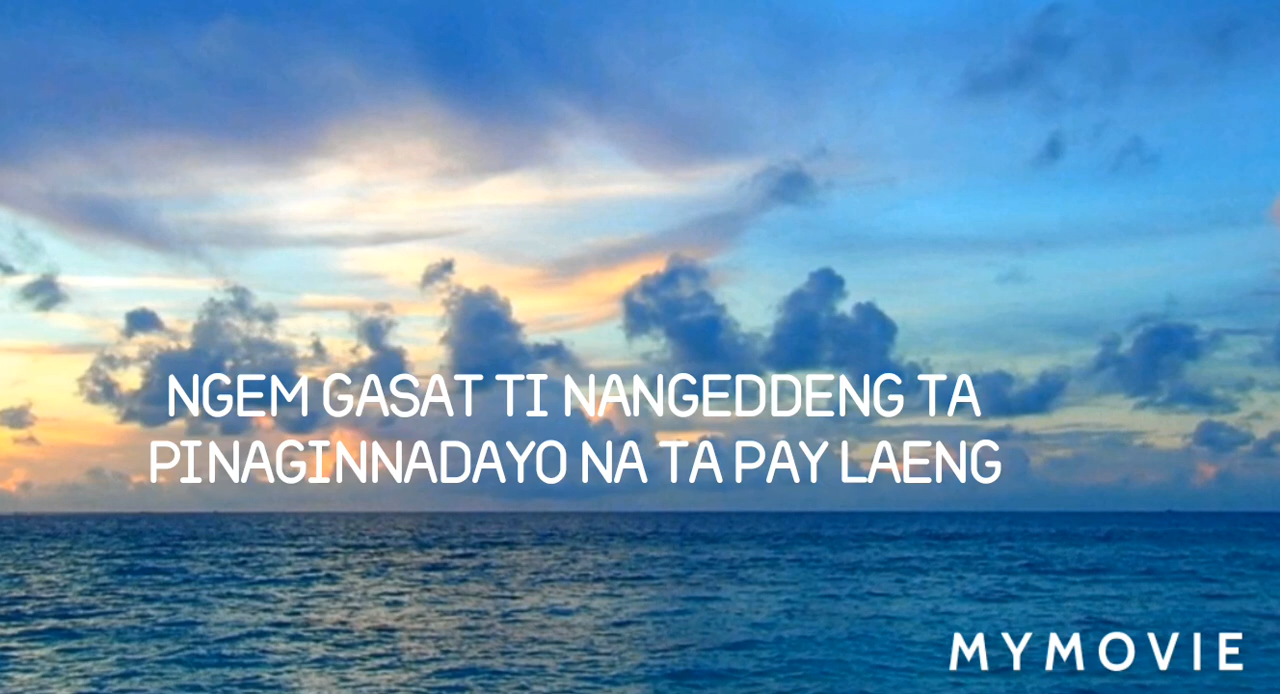 NGEM GASAT TI NANGEDDENG TA
PINAGINNADAYO NA TA PAY LAENG
MYMOVIE